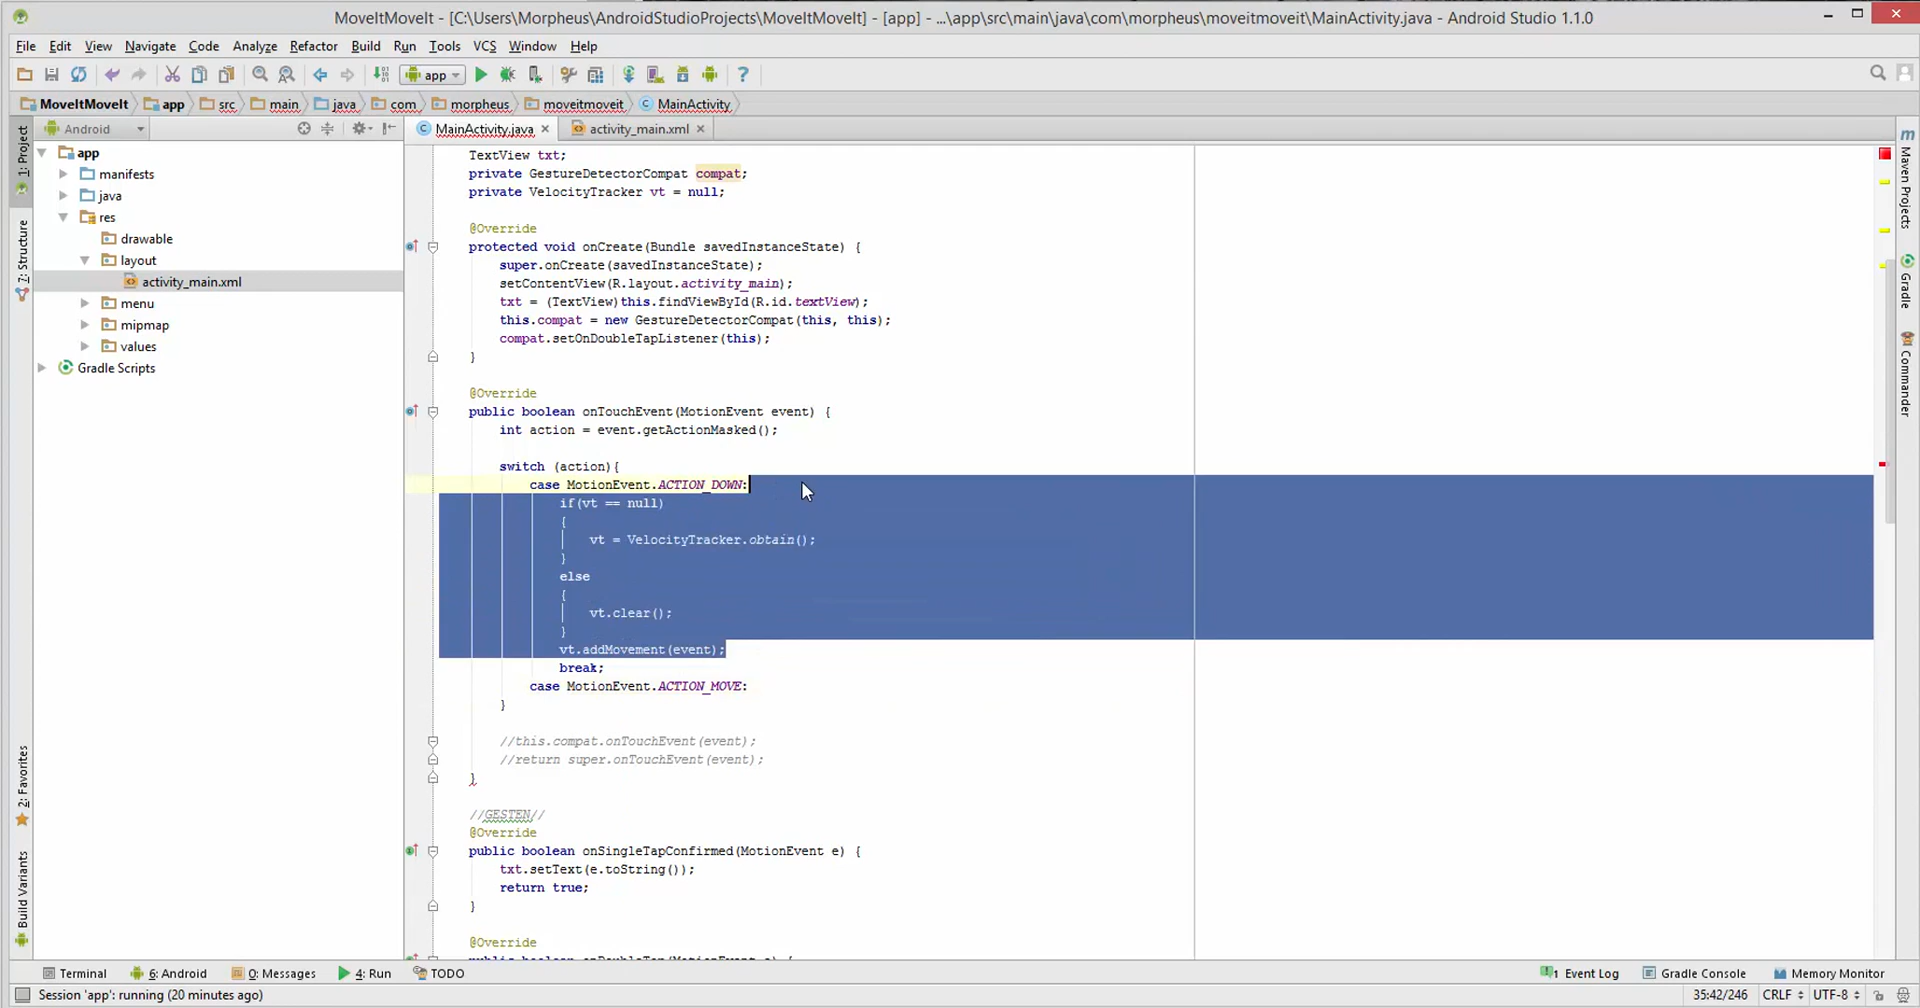 MoveItMoveIt - [C:\Users\Morpheus\AndroidStudioProjects\MoveItMoveIt] - [app] - ...\app\src\main\java\com\morpheus\moveitmoveit\MainActivity.java - Android Studio 1.1.0
File Edit View Navigate Code Analyze Refactor Build Run Tools VCS Window Help
app
MoveItMoveIt app src main java com morpheus moveitmoveit MainActivity
Android
MainActivity.java activity_main.xml
1: Project
7: Structure
2: Favorites
Build Variants
app
manifests
java
res
drawable
layout
activity_main.xml
menu
mipmap
values
Gradle Scripts
TextView txt;
private GestureDetectorCompat compat;
private VelocityTracker vt = null;
@Override
protected void onCreate(Bundle savedInstanceState) {
super.onCreate(savedInstanceState);
setContentView(R.layout.activity_main);
txt = (TextView)this.findViewById(R.id.textView);
this.compat = new GestureDetectorCompat(this, this);
compat.setOnDoubleTapListener(this);
}
@Override
public boolean onTouchEvent(MotionEvent event) {
int action = event.getActionMasked();
switch (action){
case MotionEvent.ACTION_DOWN:
if(vt == null)
{
vt = VelocityTracker.obtain();
}
else
{
vt.clear();
}
vt.addMovement(event);
break;
case MotionEvent.ACTION_MOVE:
}
//this.compat.onTouchEvent(event);
//return super.onTouchEvent(event);
}
//GESTEN//
@Override
public boolean onSingleTapConfirmed(MotionEvent e) {
txt.setText(e.toString());
return true;
}
@Override
public boolean onDoubleTap(MotionEvent e) {
m Maven Projects
Gradle
Commander
Terminal 6: Android 0: Messages 4: Run TODO 1 Event Log Gradle Console Memory Monitor
Session 'app': running (20 minutes ago) 35:42/246 CRLF UTF-8